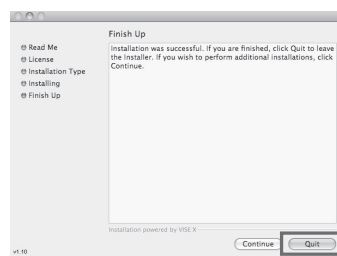 Finish Up
Read Me
License
Installation Type
Installing
Finish Up
Installation was successful. If you are finished, click Quit to leave
the Installer. If you wish to perform additional installations, click
Continue.
Installation powered by VISE X
Continue
Quit
v1.10